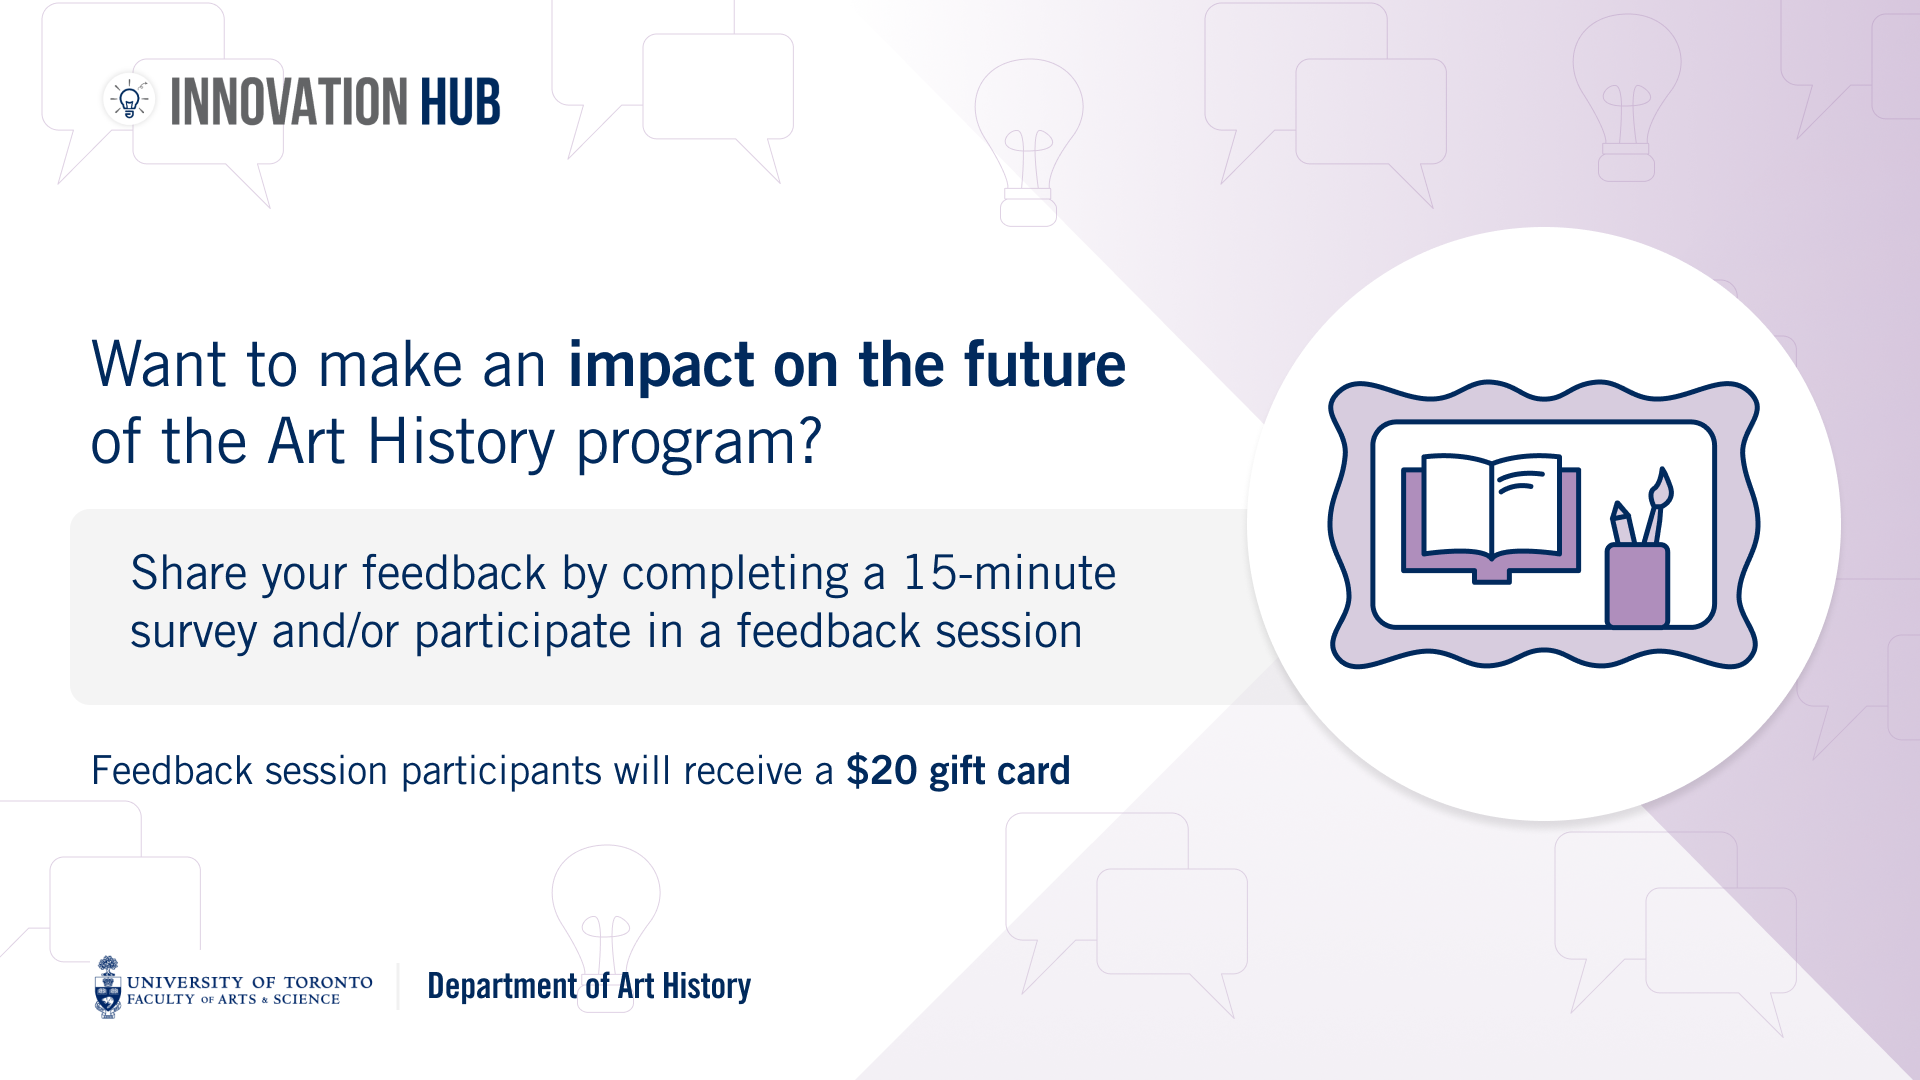 INNOVATION HUB
Want to make an impact on the future
of the Art History program?
Share your feedback by completing a 15-minute
survey and/or participate in a feedback session
Feedback session participants will receive a $20 gift card
UNIVERSITY OF TORONTO
FACULTY OF ARTS & SCIENCE
Department of Art History